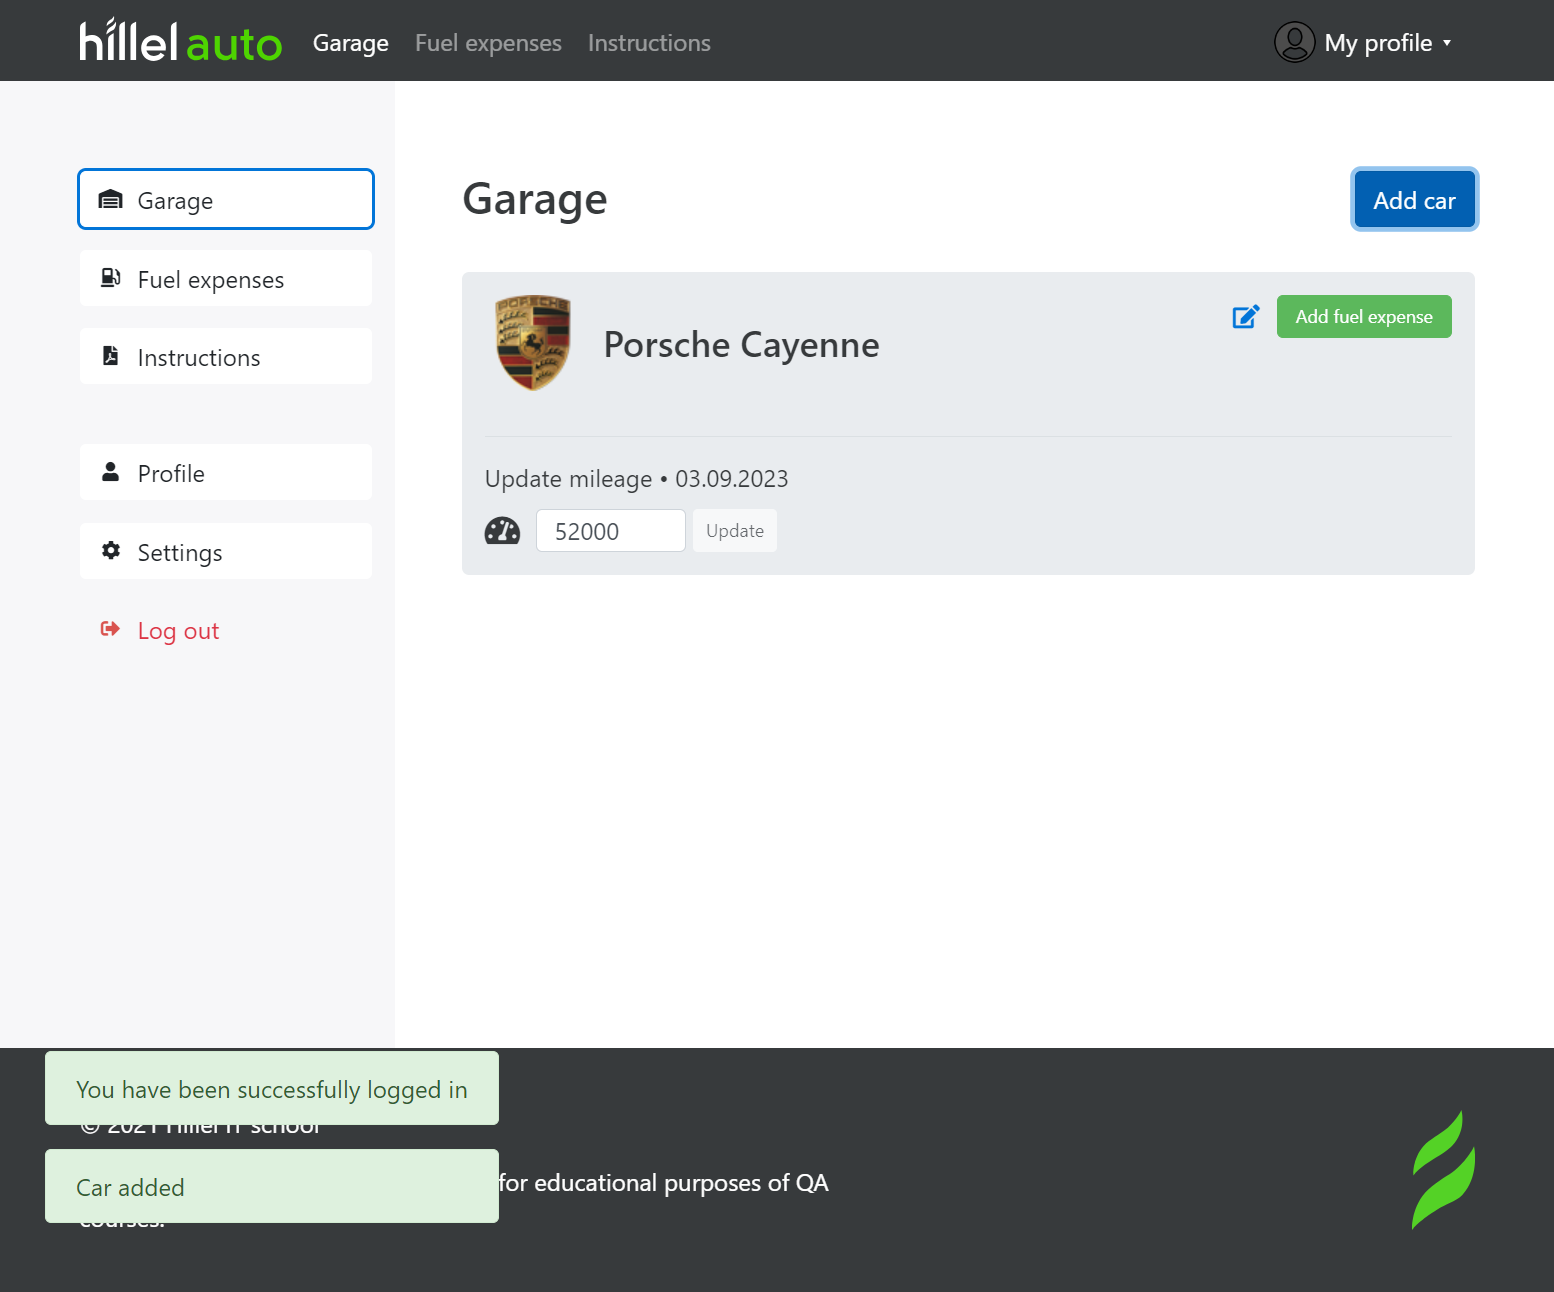 hillel auto Garage Fuel expenses Instructions My profile
Garage
Fuel expenses
Instructions
Profile
Settings
Log out
Garage
Add car
PORSCHE
Porsche Cayenne
Add fuel expense
Update mileage • 03.09.2023
52000 Update
You have been successfully logged in
© 2021 Hillel IT school
Car added
for educational purposes of QA
courses.